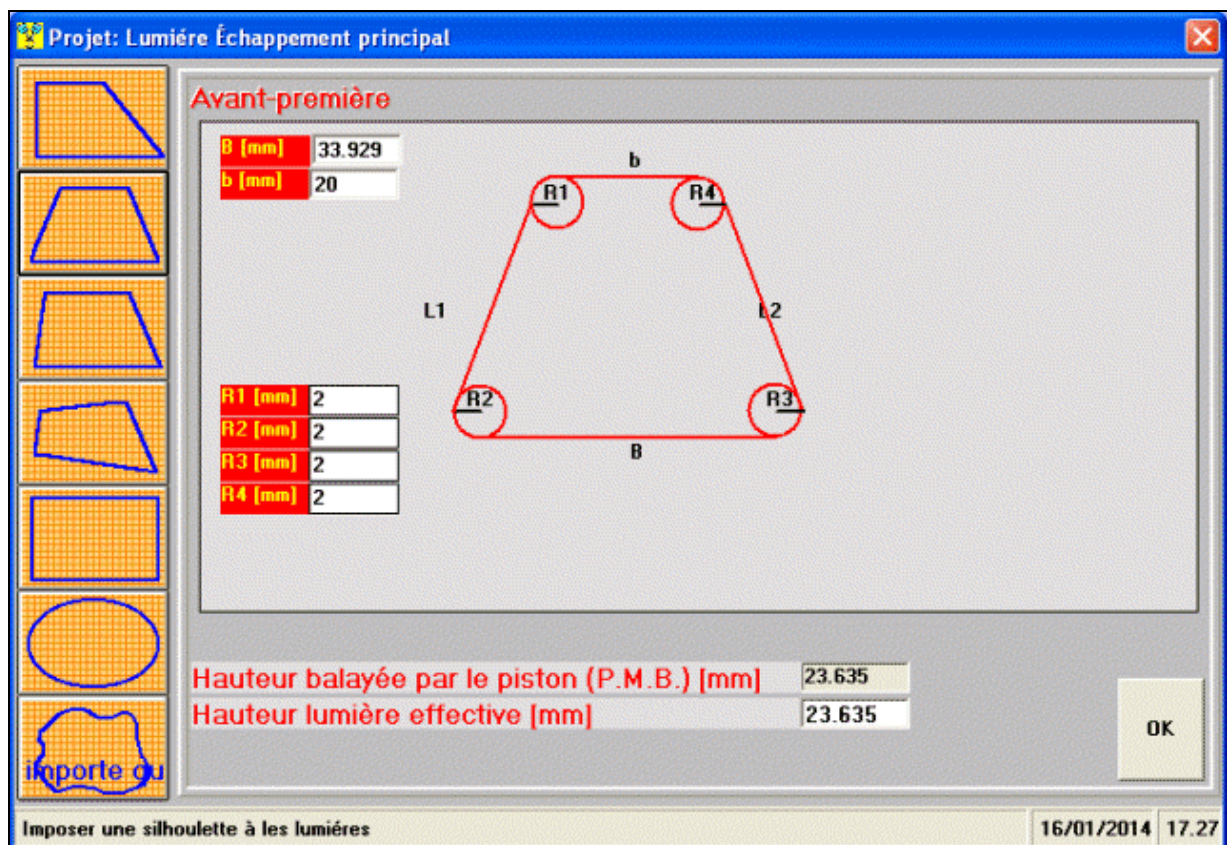 Projet: Lumiére Échappement principal
Avant-première
B [mm] 33.929
b [mm] 20
b
R1 R4
L1 L2
R2 R3
B
R1 [mm] 2
R2 [mm] 2
R3 [mm] 2
R4 [mm] 2
Hauteur balayée par le piston (P.M.B.) [mm] 23.635
Hauteur lumière effective [mm] 23.635
OK
importe ou
Imposer une silhoulette à les lumiéres 16/01/2014 17.27